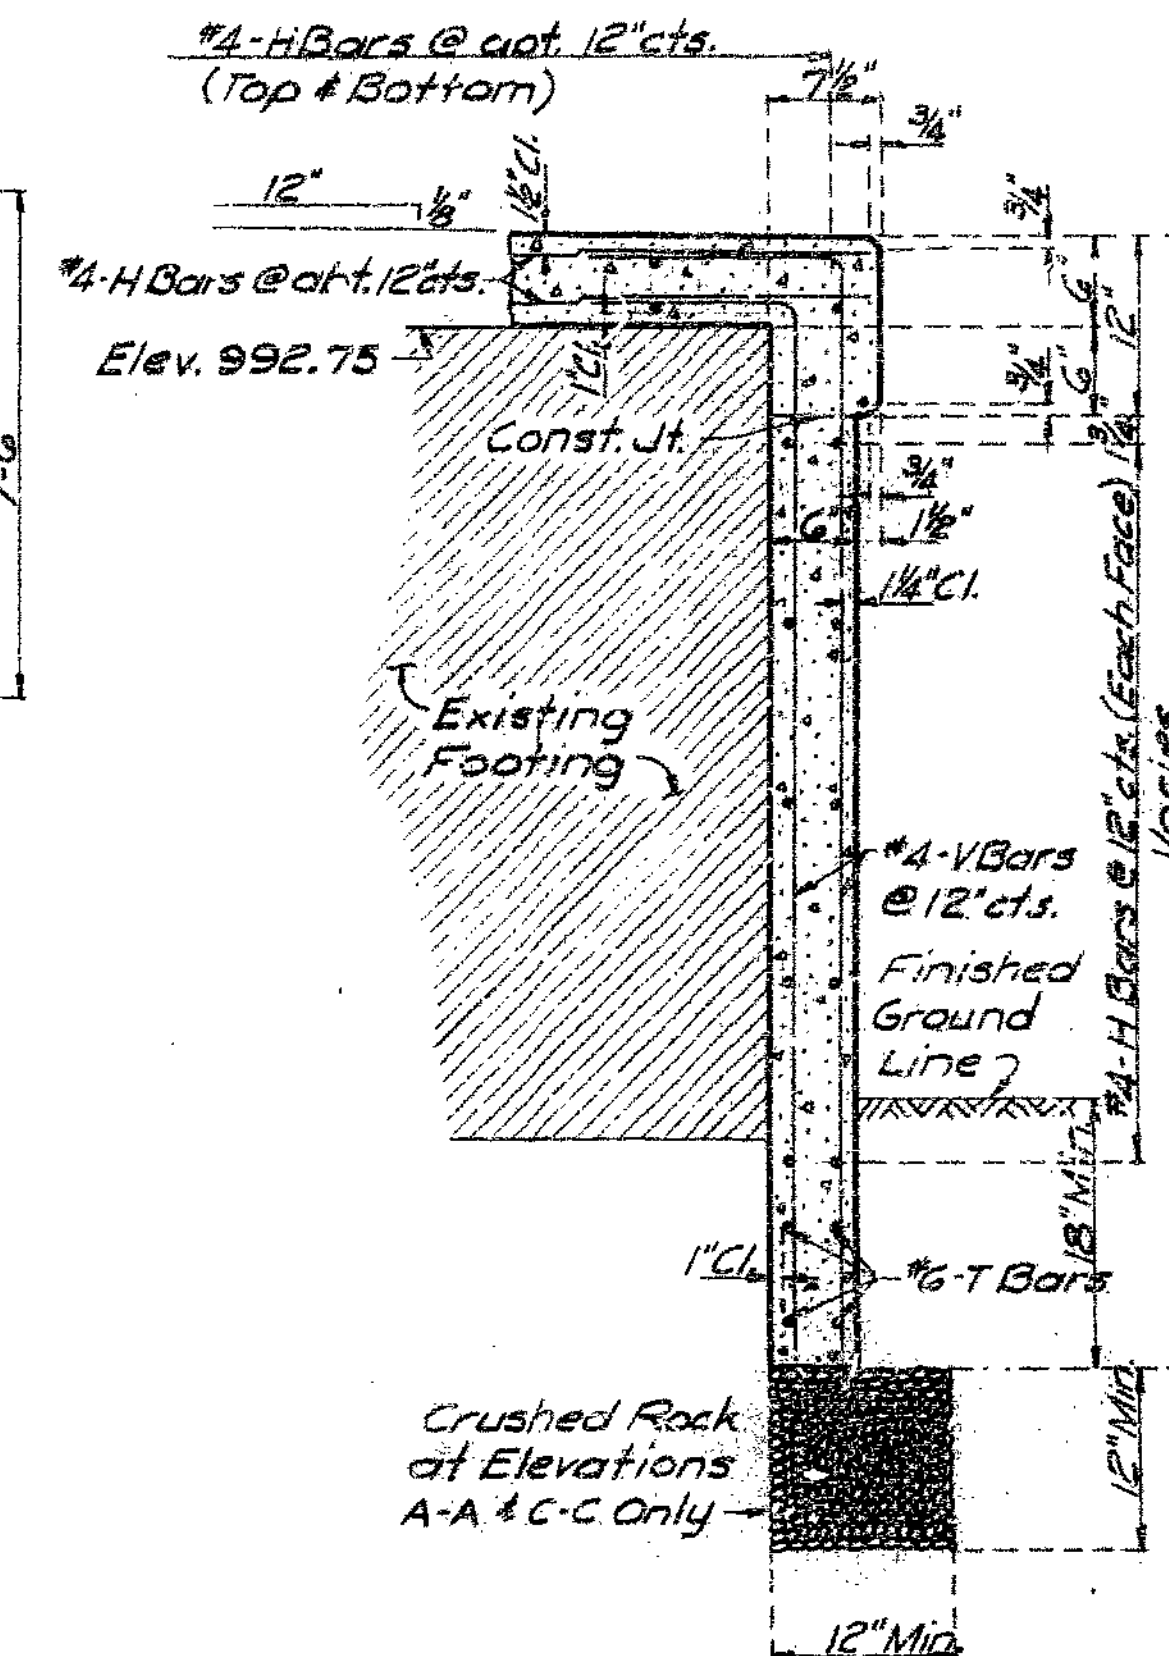 #4-H Bars @ abt. 12" cts.
(Top & Bottom)
7½"
¾"
12"
⅛"
1½" Cl.
¾"
#4-H Bars @ abt. 12" cts.
6"
12"
Elev. 992.75
1" Cl.
¾"
6"
Const. Jt.
¾"
6"
1½"
1¼" Cl.
#4-H Bars @ 12" cts. (Each Face)
Varies
Existing
Footing
#4-V Bars
@ 12" cts.
Finished
Ground
Line
18" Min.
1" Cl.
#6-T Bars
Crushed Rock
at Elevations
A-A & C-C Only
12" Min.
12" Min.